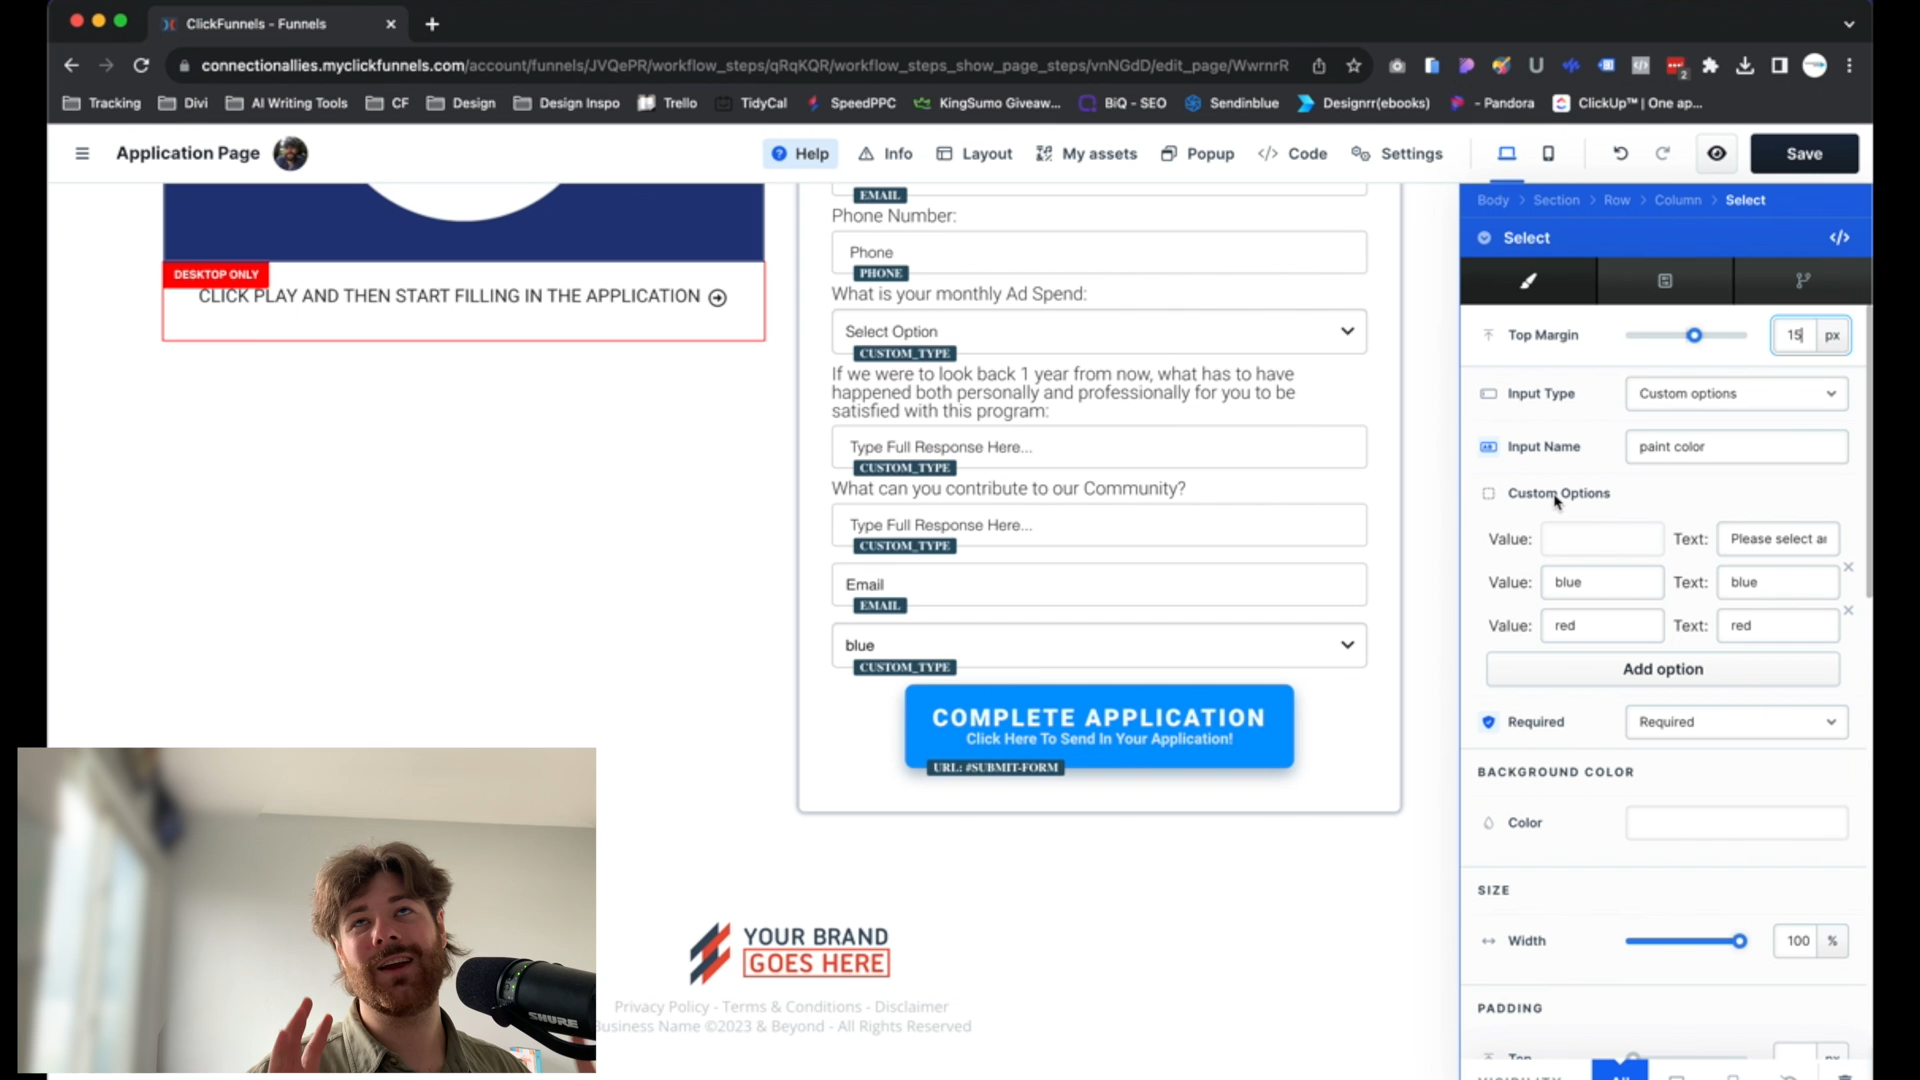 ClickFunnels - Funnels
connectionallies.myclickfunnels.com/account/funnels/JVQePR/workflow_steps/qRqKQR/workflow_steps_show_page_steps/vnNGdD/edit_page/WwrnrR
2
Tracking
Divi
AI Writing Tools
CF
Design
Design Inspo
Trello
TidyCal
SpeedPPC
KingSumo Giveaw...
BiQ - SEO
Sendinblue
Designrr(ebooks)
- Pandora
ClickUp™ | One ap...
Application Page
Help
Info
Layout
My assets
Popup
Code
Settings
Save
DESKTOP ONLY
CLICK PLAY AND THEN START FILLING IN THE APPLICATION
EMAIL
Phone Number:
Phone
PHONE
What is your monthly Ad Spend:
Select Option
CUSTOM_TYPE
If we were to look back 1 year from now, what has to have
happened both personally and professionally for you to be
satisfied with this program:
Type Full Response Here...
CUSTOM_TYPE
What can you contribute to our Community?
Type Full Response Here...
CUSTOM_TYPE
Email
EMAIL
blue
CUSTOM_TYPE
COMPLETE APPLICATION
Click Here To Send In Your Application!
URL: #SUBMIT-FORM
YOUR BRAND
GOES HERE
Privacy Policy - Terms & Conditions - Disclaimer
Business Name ©2023 & Beyond - All Rights Reserved
SHURE
Body > Section > Row > Column > Select
Select
Top Margin
15
px
Input Type
Custom options
Input Name
paint color
Custom Options
Value:
Text: Please select an
Value: blue
Text: blue
Value: red
Text: red
Add option
Required
Required
BACKGROUND COLOR
Color
SIZE
Width
100 %
PADDING
Top
px
VISIBILITY
All